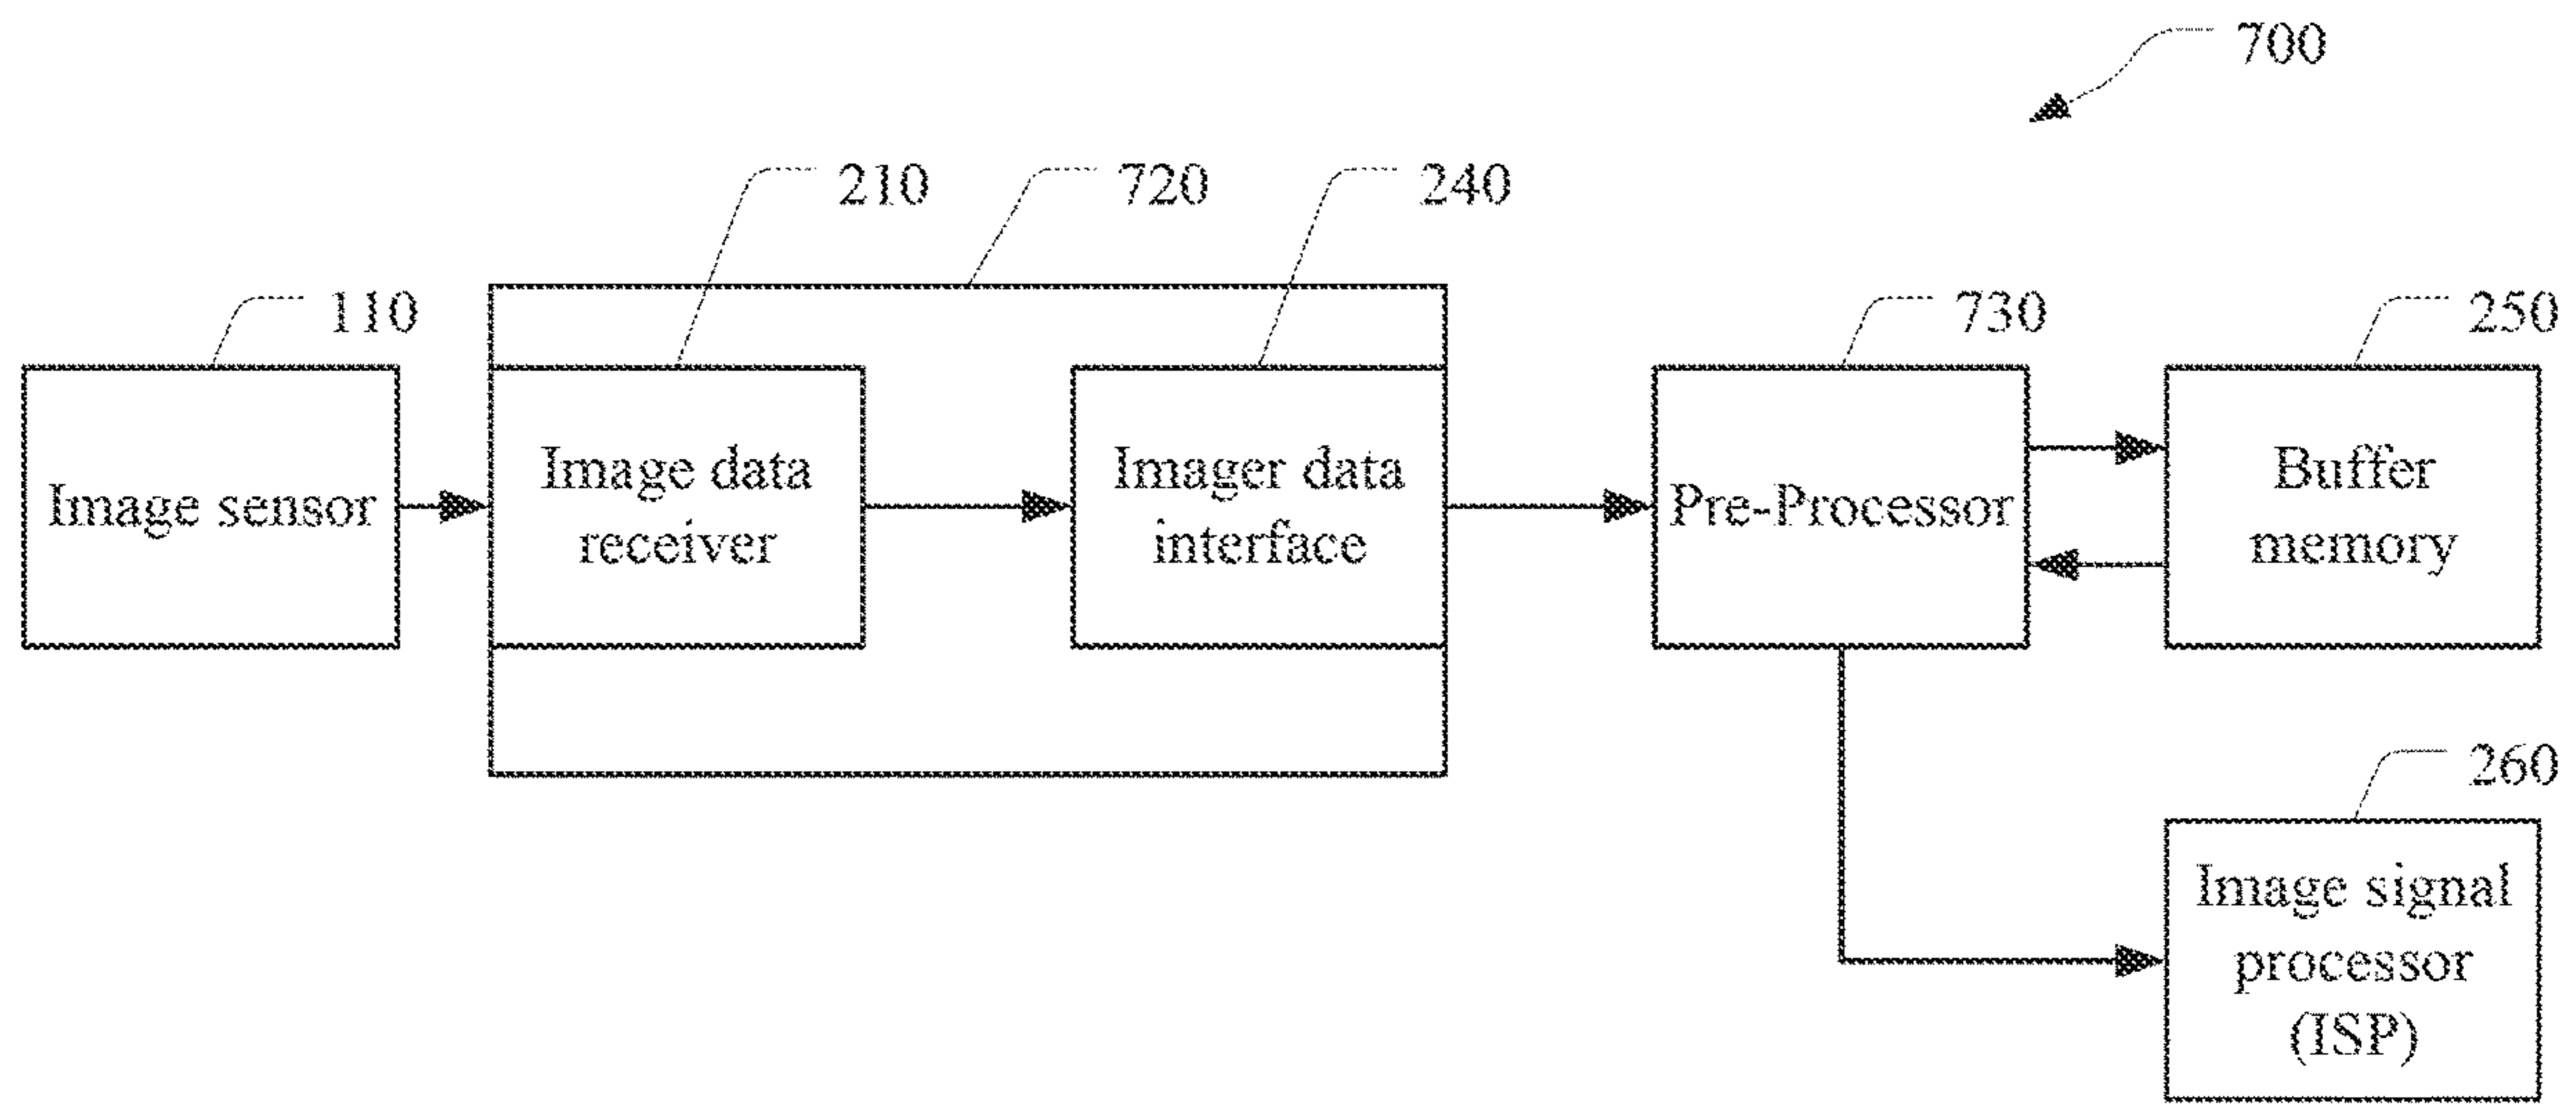 700
210
720
240
110
730
250
Image sensor
Image data
receiver
Imager data
interface
Pre-Processor
Buffer
memory
260
Image signal
processor
(ISP)